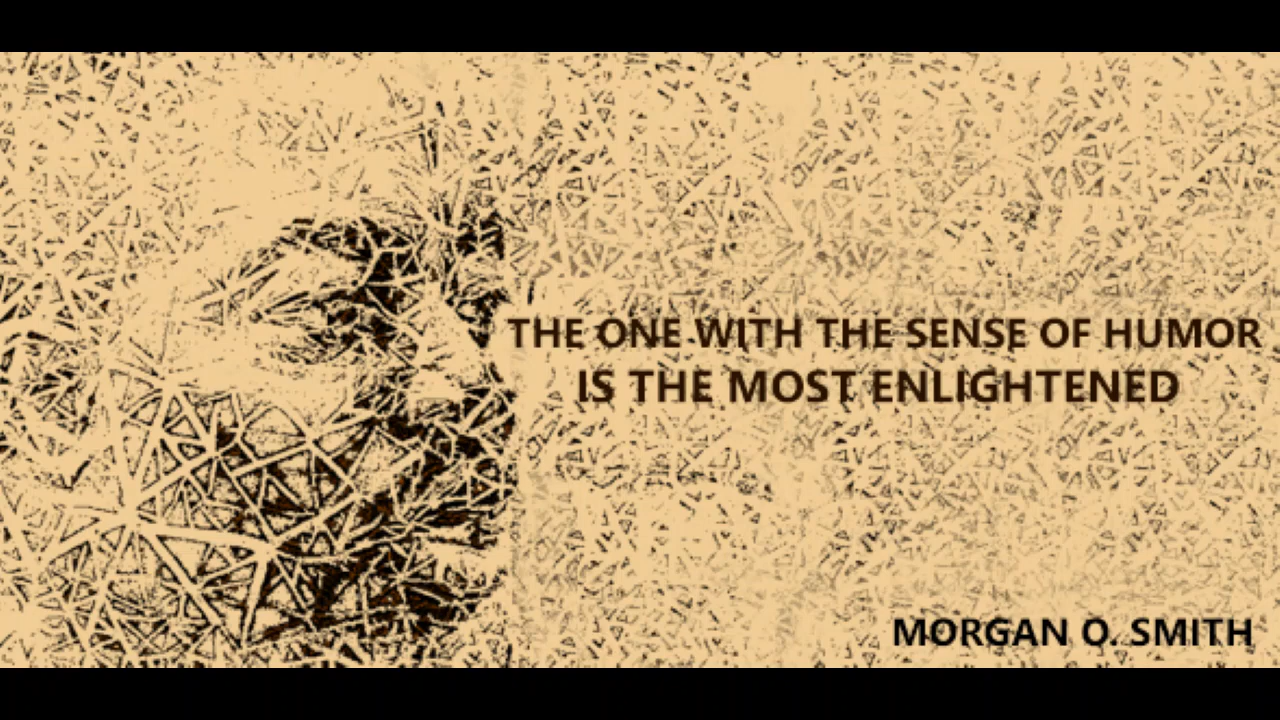 THE ONE WITH THE SENSE OF HUMOR
IS THE MOST ENLIGHTENED
MORGAN O. SMITH